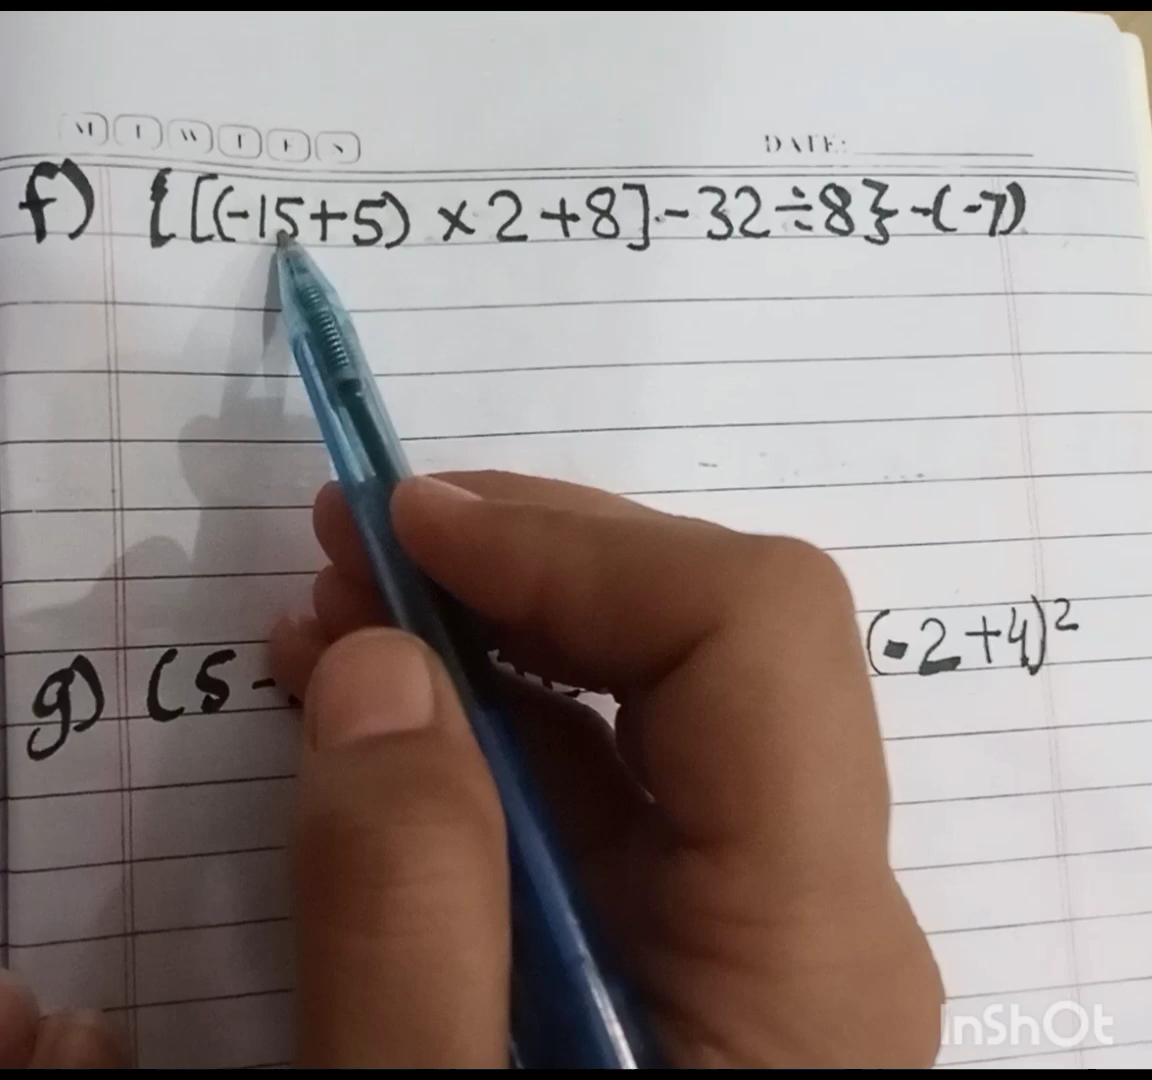 M T W T F S
DATE:
f) {[(-15+5) × 2 +8] - 32 ÷ 8} - (-7)
g) (5 - (-2+4)²
InShOt